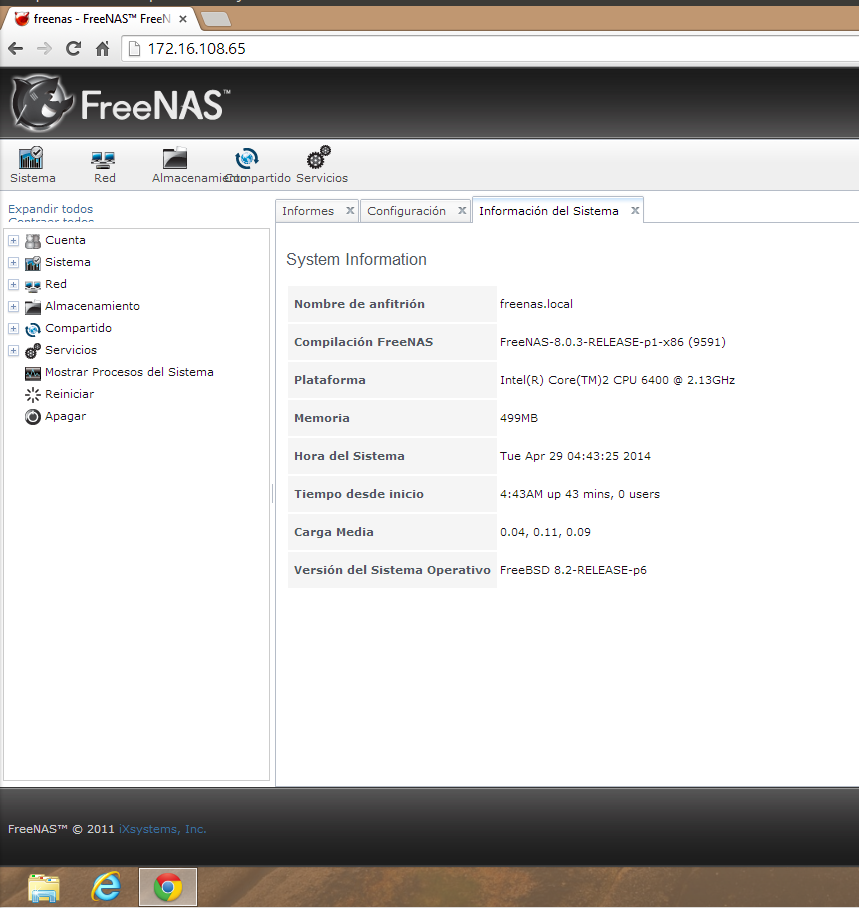 freenas - FreeNAS™ FreeN
172.16.108.65
FreeNAS™
Sistema
Red
Almacenamiento
Compartido
Servicios
Expandir todos
Contraer todos
Cuenta
Sistema
Red
Almacenamiento
Compartido
Servicios
Mostrar Procesos del Sistema
Reiniciar
Apagar
Informes
Configuración
Información del Sistema
System Information
Nombre de anfitrión freenas.local
Compilación FreeNAS FreeNAS-8.0.3-RELEASE-p1-x86 (9591)
Plataforma Intel(R) Core(TM)2 CPU 6400 @ 2.13GHz
Memoria 499MB
Hora del Sistema Tue Apr 29 04:43:25 2014
Tiempo desde inicio 4:43AM up 43 mins, 0 users
Carga Media 0.04, 0.11, 0.09
Versión del Sistema Operativo FreeBSD 8.2-RELEASE-p6
FreeNAS™ © 2011 iXsystems, Inc.